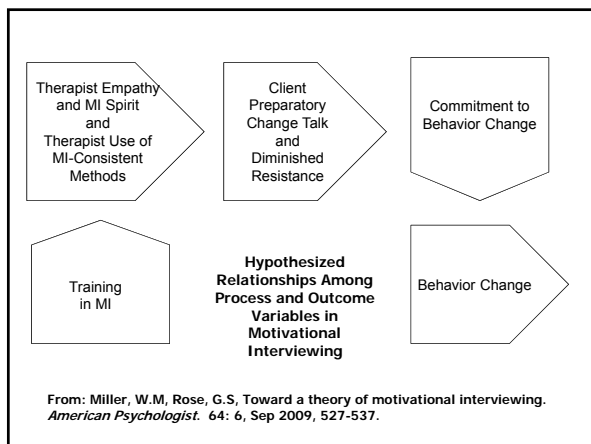 Therapist Empathy
and MI Spirit
and
Therapist Use of
MI-Consistent
Methods
Client
Preparatory
Change Talk
and
Diminished
Resistance
Commitment to
Behavior Change
Training
in MI
Hypothesized
Relationships Among
Process and Outcome
Variables in
Motivational
Interviewing
Behavior Change
From: Miller, W.M, Rose, G.S, Toward a theory of motivational interviewing.
American Psychologist. 64: 6, Sep 2009, 527-537.